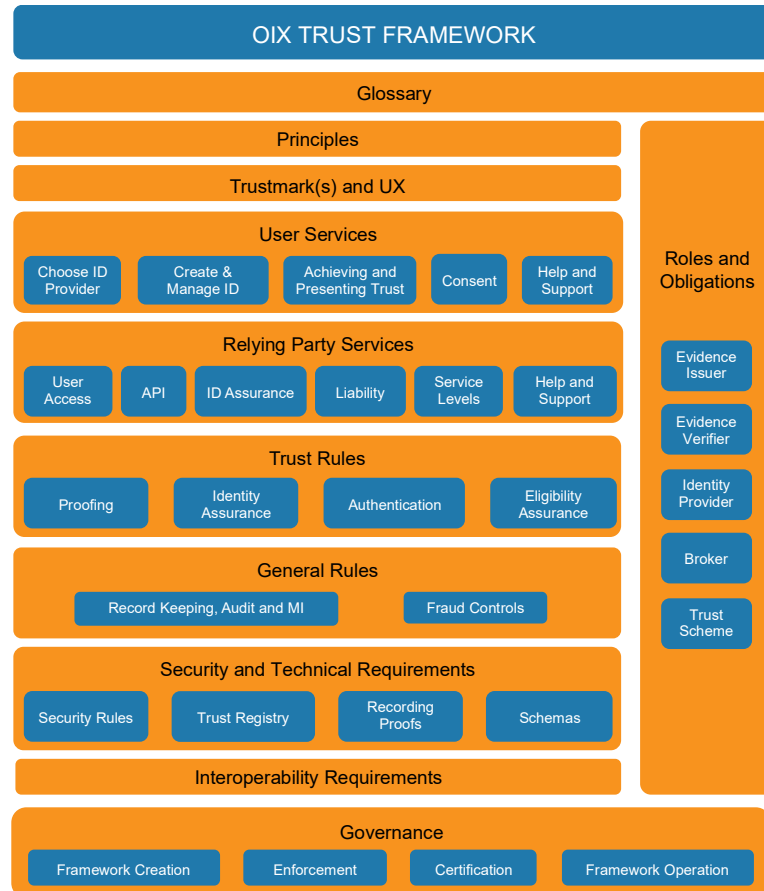 OIX TRUST FRAMEWORK
Glossary
Principles
Trustmark(s) and UX
User Services
Choose ID
Provider
Create &
Manage ID
Achieving and
Presenting Trust
Consent
Help and
Support
Relying Party Services
User
Access
API
ID Assurance
Liability
Service
Levels
Help and
Support
Trust Rules
Proofing
Identity
Assurance
Authentication
Eligibility
Assurance
General Rules
Record Keeping, Audit and MI
Fraud Controls
Security and Technical Requirements
Security Rules
Trust Registry
Recording
Proofs
Schemas
Interoperability Requirements
Roles and
Obligations
Evidence
Issuer
Evidence
Verifier
Identity
Provider
Broker
Trust
Scheme
Governance
Framework Creation
Enforcement
Certification
Framework Operation